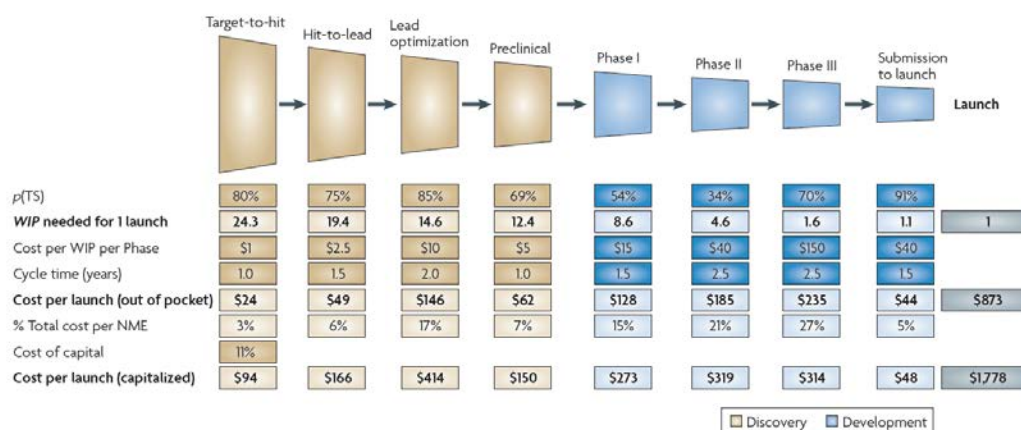 Target-to-hit
Hit-to-lead
Lead
optimization
Preclinical
Phase I
Phase II
Phase III
Submission
to launch
Launch
p(TS) 80% 75% 85% 69% 54% 34% 70% 91%
WIP needed for 1 launch 24.3 19.4 14.6 12.4 8.6 4.6 1.6 1.1 1
Cost per WIP per Phase $1 $2.5 $10 $5 $15 $40 $150 $40
Cycle time (years) 1.0 1.5 2.0 1.0 1.5 2.5 2.5 1.5
Cost per launch (out of pocket) $24 $49 $146 $62 $128 $185 $235 $44 $873
% Total cost per NME 3% 6% 17% 7% 15% 21% 27% 5%
Cost of capital 11%
Cost per launch (capitalized) $94 $166 $414 $150 $273 $319 $314 $48 $1,778
Discovery Development